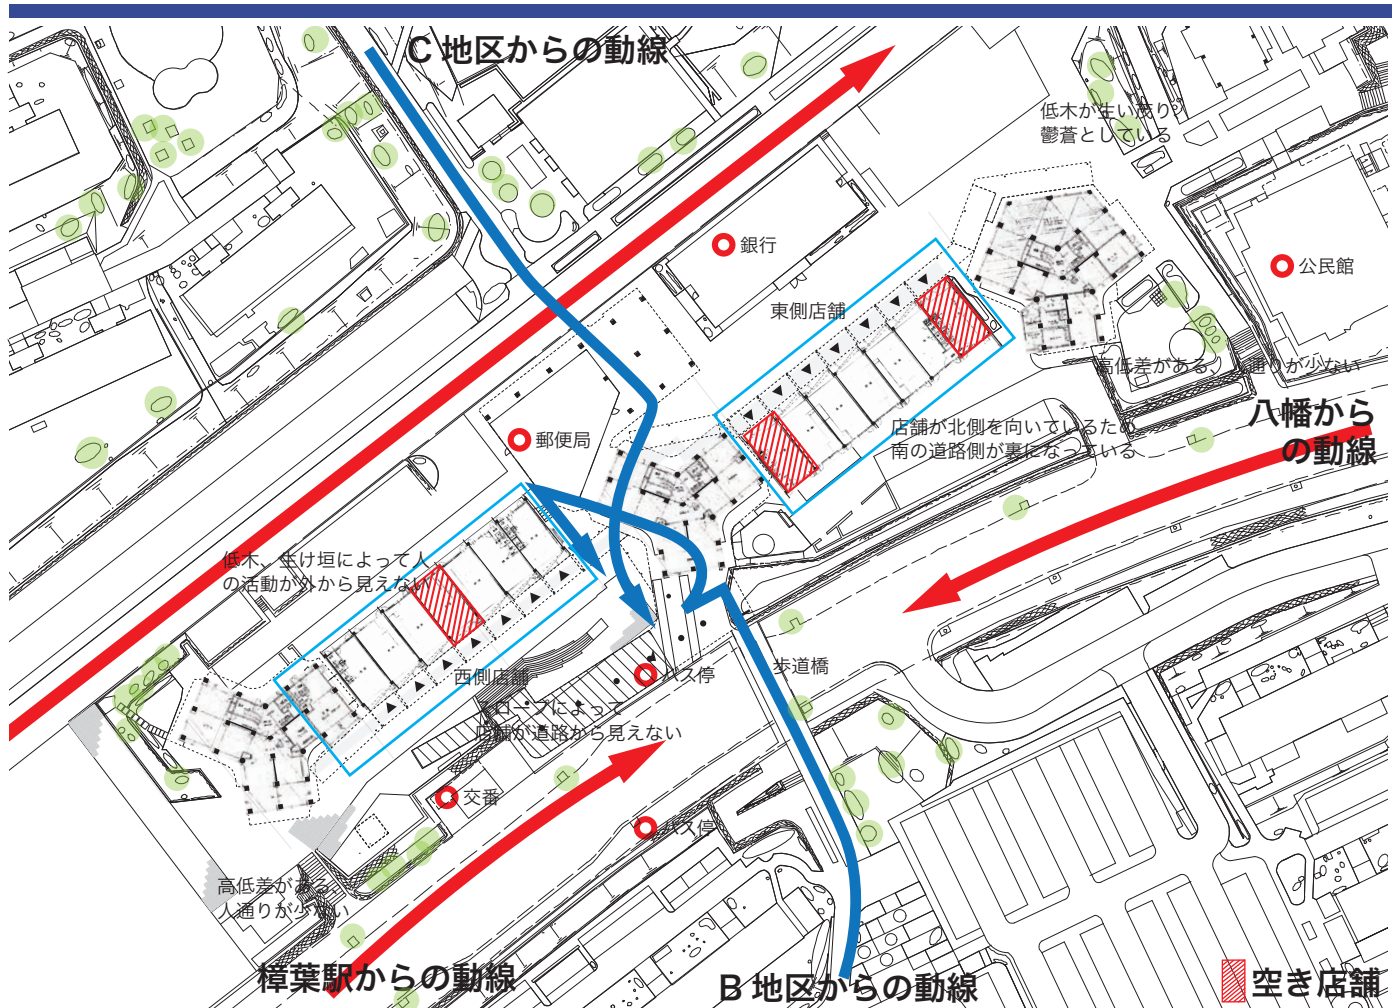 C 地区からの動線
低木が生い茂り
鬱蒼としている
銀行
公民館
東側店舗
高低差がある、人通りが少ない
八幡から
の動線
店舗が北側を向いているため
南の道路側が裏になっている
郵便局
低木、生け垣によって人
の活動が外から見えない
歩道橋
西側店舗
バス停
スロープによって
店舗が道路から見えない
交番
バス停
高低差がある、
人通りが少ない
樟葉駅からの動線
B 地区からの動線
空き店舗